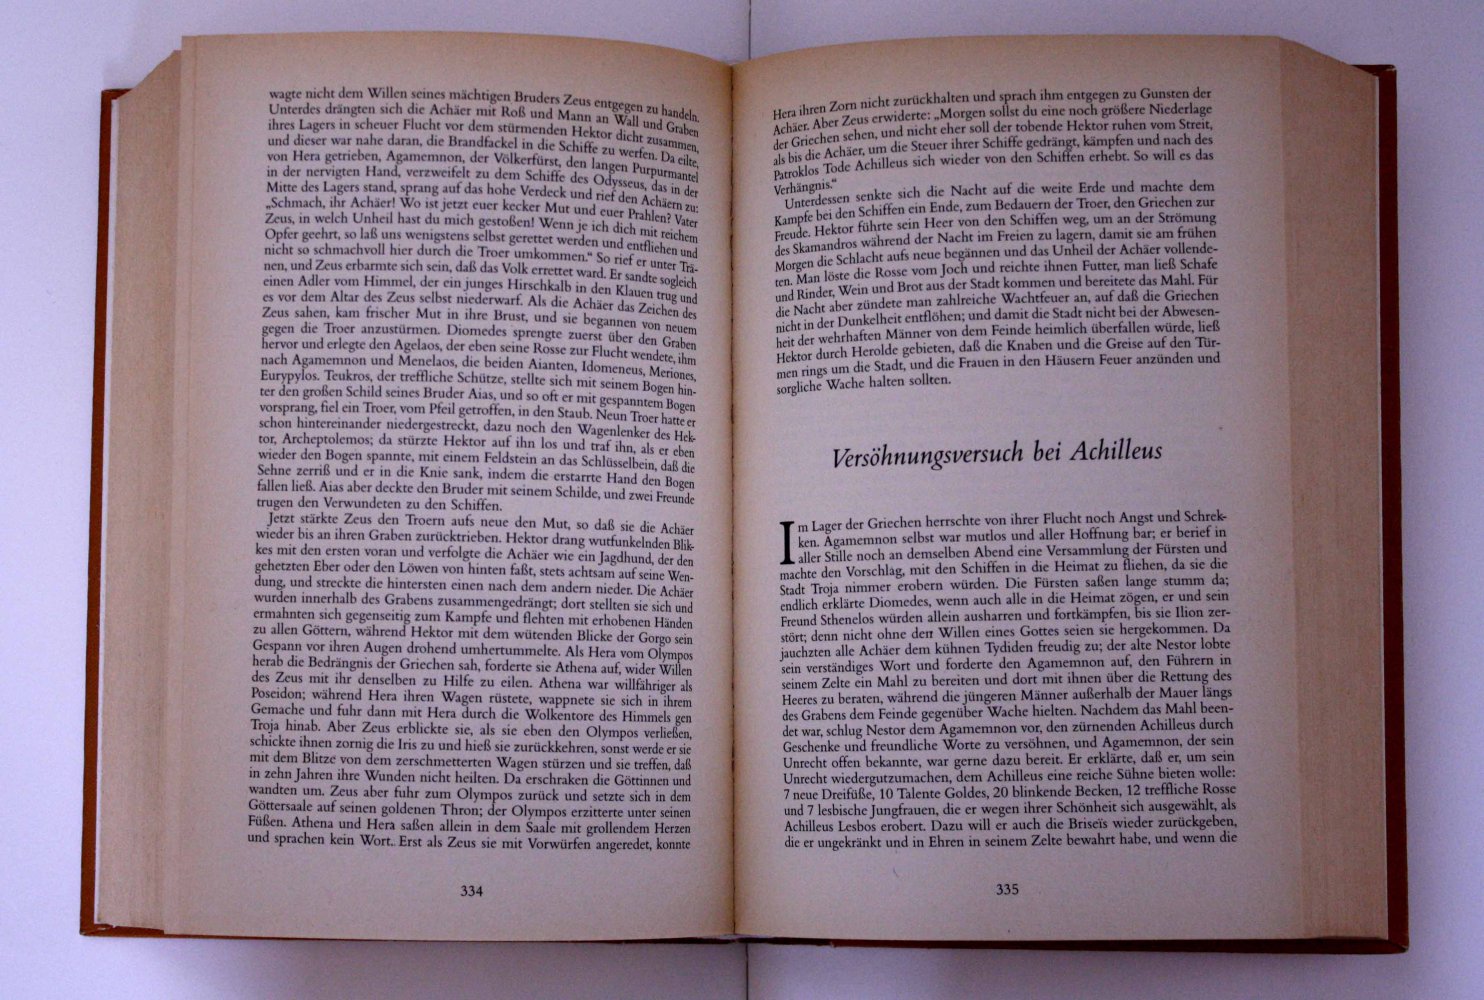 wagte nicht dem Willen seines mächtigen Bruders Zeus entgegen zu handeln.
Unterdes drängten sich die Achäer mit Roß und Mann an Wall und Graben
ihres Lagers in scheuer Flucht vor dem stürmenden Hektor dicht zusammen,
und dieser war nahe daran, die Brandfackel in die Schiffe zu werfen. Da eilte,
von Hera getrieben, Agamemnon, der Völkerfürst, den langen Purpurmantel
in der nervigten Hand, verzweifelt zu dem Schiffe des Odysseus, das in der
Mitte des Lagers stand, sprang auf das hohe Verdeck und rief den Achäern zu:
„Schmach, ihr Achäer! Wo ist jetzt euer kecker Mut und euer Prahlen? Vater
Zeus, in welch Unheil hast du mich gestoßen! Wenn je ich dich mit reichem
Opfer geehrt, so laß uns wenigstens selbst gerettet werden und entfliehen und
nicht so schmachvoll hier durch die Troer umkommen.“ So rief er unter Trä-
nen, und Zeus erbarmte sich sein, daß das Volk errettet ward. Er sandte sogleich
einen Adler vom Himmel, der ein junges Hirschkalb in den Klauen trug und
es vor dem Altar des Zeus selbst niederwarf. Als die Achäer das Zeichen des
Zeus sahen, kam frischer Mut in ihre Brust, und sie begannen von neuem
gegen die Troer anzustürmen. Diomedes sprengte zuerst über den Graben
hervor und erlegte den Agelaos, der eben seine Rosse zur Flucht wendete, ihm
nach Agamemnon und Menelaos, die beiden Aianten, Idomeneus, Meriones,
Eurypylos. Teukros, der treffliche Schütze, stellte sich mit seinem Bogen hin-
ter den großen Schild seines Bruder Aias, und so oft er mit gespanntem Bogen
vorsprang, fiel ein Troer, vom Pfeil getroffen, in den Staub. Neun Troer hatte er
schon hintereinander niedergestreckt, dazu noch den Wagenlenker des Hek-
tor, Archeptolemos; da stürzte Hektor auf ihn los und traf ihn, als er eben
wieder den Bogen spannte, mit einem Feldstein an das Schlüsselbein, daß die
Sehne zerriß und er in die Knie sank, indem die erstarrte Hand den Bogen
fallen ließ. Aias aber deckte den Bruder mit seinem Schilde, und zwei Freunde
trugen den Verwundeten zu den Schiffen.
Jetzt stärkte Zeus den Troern aufs neue den Mut, so daß sie die Achäer
wieder bis an ihren Graben zurücktrieben. Hektor drang wutfunkelnden Blik-
kes mit den ersten voran und verfolgte die Achäer wie ein Jagdhund, der den
gehetzten Eber oder den Löwen von hinten faßt, stets achtsam auf seine Wen-
dung, und streckte die hintersten einen nach dem andern nieder. Die Achäer
wurden innerhalb des Grabens zusammengedrängt; dort stellten sie sich und
ermahnten sich gegenseitig zum Kampfe und flehten mit erhobenen Händen
zu allen Göttern, während Hektor mit dem wütenden Blicke der Gorgo sein
Gespann vor ihren Augen drohend umhertummelte. Als Hera vom Olympos
herab die Bedrängnis der Griechen sah, forderte sie Athena auf, wider Willen
des Zeus mit ihr denselben zu Hilfe zu eilen. Athena war willfähriger als
Poseidon; während Hera ihren Wagen rüstete, wappnete sie sich in ihrem
Gemache und fuhr dann mit Hera durch die Wolkentore des Himmels gen
Troja hinab. Aber Zeus erblickte sie, als sie eben den Olympos verließen,
schickte ihnen zornig die Iris zu und hieß sie zurückkehren, sonst werde er sie
mit dem Blitze von dem zerschmetterten Wagen stürzen und sie treffen, daß
in zehn Jahren ihre Wunden nicht heilten. Da erschraken die Göttinnen und
wandten um. Zeus aber fuhr zum Olympos zurück und setzte sich in dem
Göttersaale auf seinen goldenen Thron; der Olympos erzitterte unter seinen
Füßen. Athena und Hera saßen allein in dem Saale mit grollendem Herzen
und sprachen kein Wort. Erst als Zeus sie mit Vorwürfen angeredet, konnte
334
Hera ihren Zorn nicht zurückhalten und sprach ihm entgegen zu Gunsten der
Achäer. Aber Zeus erwiderte: „Morgen sollst du eine noch größere Niederlage
der Griechen sehen, und nicht eher soll der tobende Hektor ruhen vom Streit,
als bis die Achäer, um die Steuer ihrer Schiffe gedrängt, kämpfen und nach des
Patroklos Tode Achilleus sich wieder von den Schiffen erhebt. So will es das
Verhängnis.“
Unterdessen senkte sich die Nacht auf die weite Erde und machte dem
Kampfe bei den Schiffen ein Ende, zum Bedauern der Troer, den Griechen zur
Freude. Hektor führte sein Heer von den Schiffen weg, um an der Strömung
des Skamandros während der Nacht im Freien zu lagern, damit sie am frühen
Morgen die Schlacht aufs neue begännen und das Unheil der Achäer vollende-
ten. Man löste die Rosse vom Joch und reichte ihnen Futter, man ließ Schafe
und Rinder, Wein und Brot aus der Stadt kommen und bereitete das Mahl. Für
die Nacht aber zündete man zahlreiche Wachtfeuer an, auf daß die Griechen
nicht in der Dunkelheit entflöhen; und damit die Stadt nicht bei der Abwesen-
heit der wehrhaften Männer von dem Feinde heimlich überfallen würde, ließ
Hektor durch Herolde gebieten, daß die Knaben und die Greise auf den Tür-
men rings um die Stadt, und die Frauen in den Häusern Feuer anzünden und
sorgliche Wache halten sollten.
Versöhnungsversuch bei Achilleus
Im Lager der Griechen herrschte von ihrer Flucht noch Angst und Schrek-
ken. Agamemnon selbst war mutlos und aller Hoffnung bar; er berief in
aller Stille noch an demselben Abend eine Versammlung der Fürsten und
machte den Vorschlag, mit den Schiffen in die Heimat zu fliehen, da sie die
Stadt Troja nimmer erobern würden. Die Fürsten saßen lange stumm da;
endlich erklärte Diomedes, wenn auch alle in die Heimat zögen, er und sein
Freund Sthenelos würden allein ausharren und fortkämpfen, bis sie Ilion zer-
stört; denn nicht ohne den Willen eines Gottes seien sie hergekommen. Da
jauchzten alle Achäer dem kühnen Tydiden freudig zu; der alte Nestor lobte
sein verständiges Wort und forderte den Agamemnon auf, den Führern in
seinem Zelte ein Mahl zu bereiten und dort mit ihnen über die Rettung des
Heeres zu beraten, während die jüngeren Männer außerhalb der Mauer längs
des Grabens dem Feinde gegenüber Wache hielten. Nachdem das Mahl been-
det war, schlug Nestor dem Agamemnon vor, den zürnenden Achilleus durch
Geschenke und freundliche Worte zu versöhnen, und Agamemnon, der sein
Unrecht offen bekannte, war gerne dazu bereit. Er erklärte, daß er, um sein
Unrecht wiedergutzumachen, dem Achilleus eine reiche Sühne bieten wolle:
7 neue Dreifüße, 10 Talente Goldes, 20 blinkende Becken, 12 treffliche Rosse
und 7 lesbische Jungfrauen, die er wegen ihrer Schönheit sich ausgewählt, als
Achilleus Lesbos erobert. Dazu will er auch die Briseïs wieder zurückgeben,
die er ungekränkt und in Ehren in seinem Zelte bewahrt habe, und wenn die
335